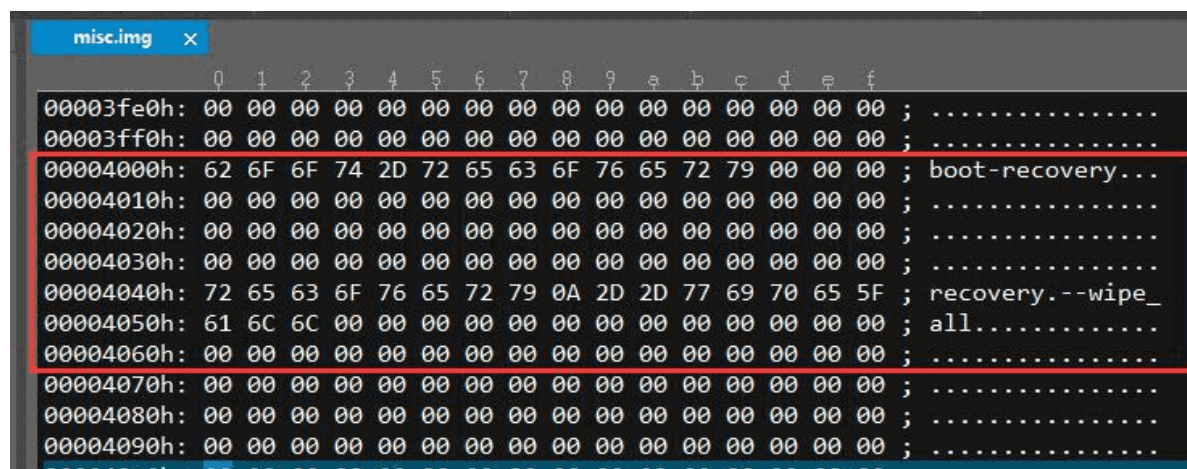 misc.img ×
0 1 2 3 4 5 6 7 8 9 a b c d e f
00003fe0h: 00 00 00 00 00 00 00 00 00 00 00 00 00 00 00 00 ; ................
00003ff0h: 00 00 00 00 00 00 00 00 00 00 00 00 00 00 00 00 ; ................
00004000h: 62 6F 6F 74 2D 72 65 63 6F 76 65 72 79 00 00 00 ; boot-recovery...
00004010h: 00 00 00 00 00 00 00 00 00 00 00 00 00 00 00 00 ; ................
00004020h: 00 00 00 00 00 00 00 00 00 00 00 00 00 00 00 00 ; ................
00004030h: 00 00 00 00 00 00 00 00 00 00 00 00 00 00 00 00 ; ................
00004040h: 72 65 63 6F 76 65 72 79 0A 2D 2D 77 69 70 65 5F ; recovery.--wipe_
00004050h: 61 6C 6C 00 00 00 00 00 00 00 00 00 00 00 00 00 ; all.............
00004060h: 00 00 00 00 00 00 00 00 00 00 00 00 00 00 00 00 ; ................
00004070h: 00 00 00 00 00 00 00 00 00 00 00 00 00 00 00 00 ; ................
00004080h: 00 00 00 00 00 00 00 00 00 00 00 00 00 00 00 00 ; ................
00004090h: 00 00 00 00 00 00 00 00 00 00 00 00 00 00 00 00 ; ................